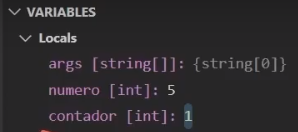 VARIABLES
Locals
args [string[]]: {string[0]}
numero [int]: 5
contador [int]: 1